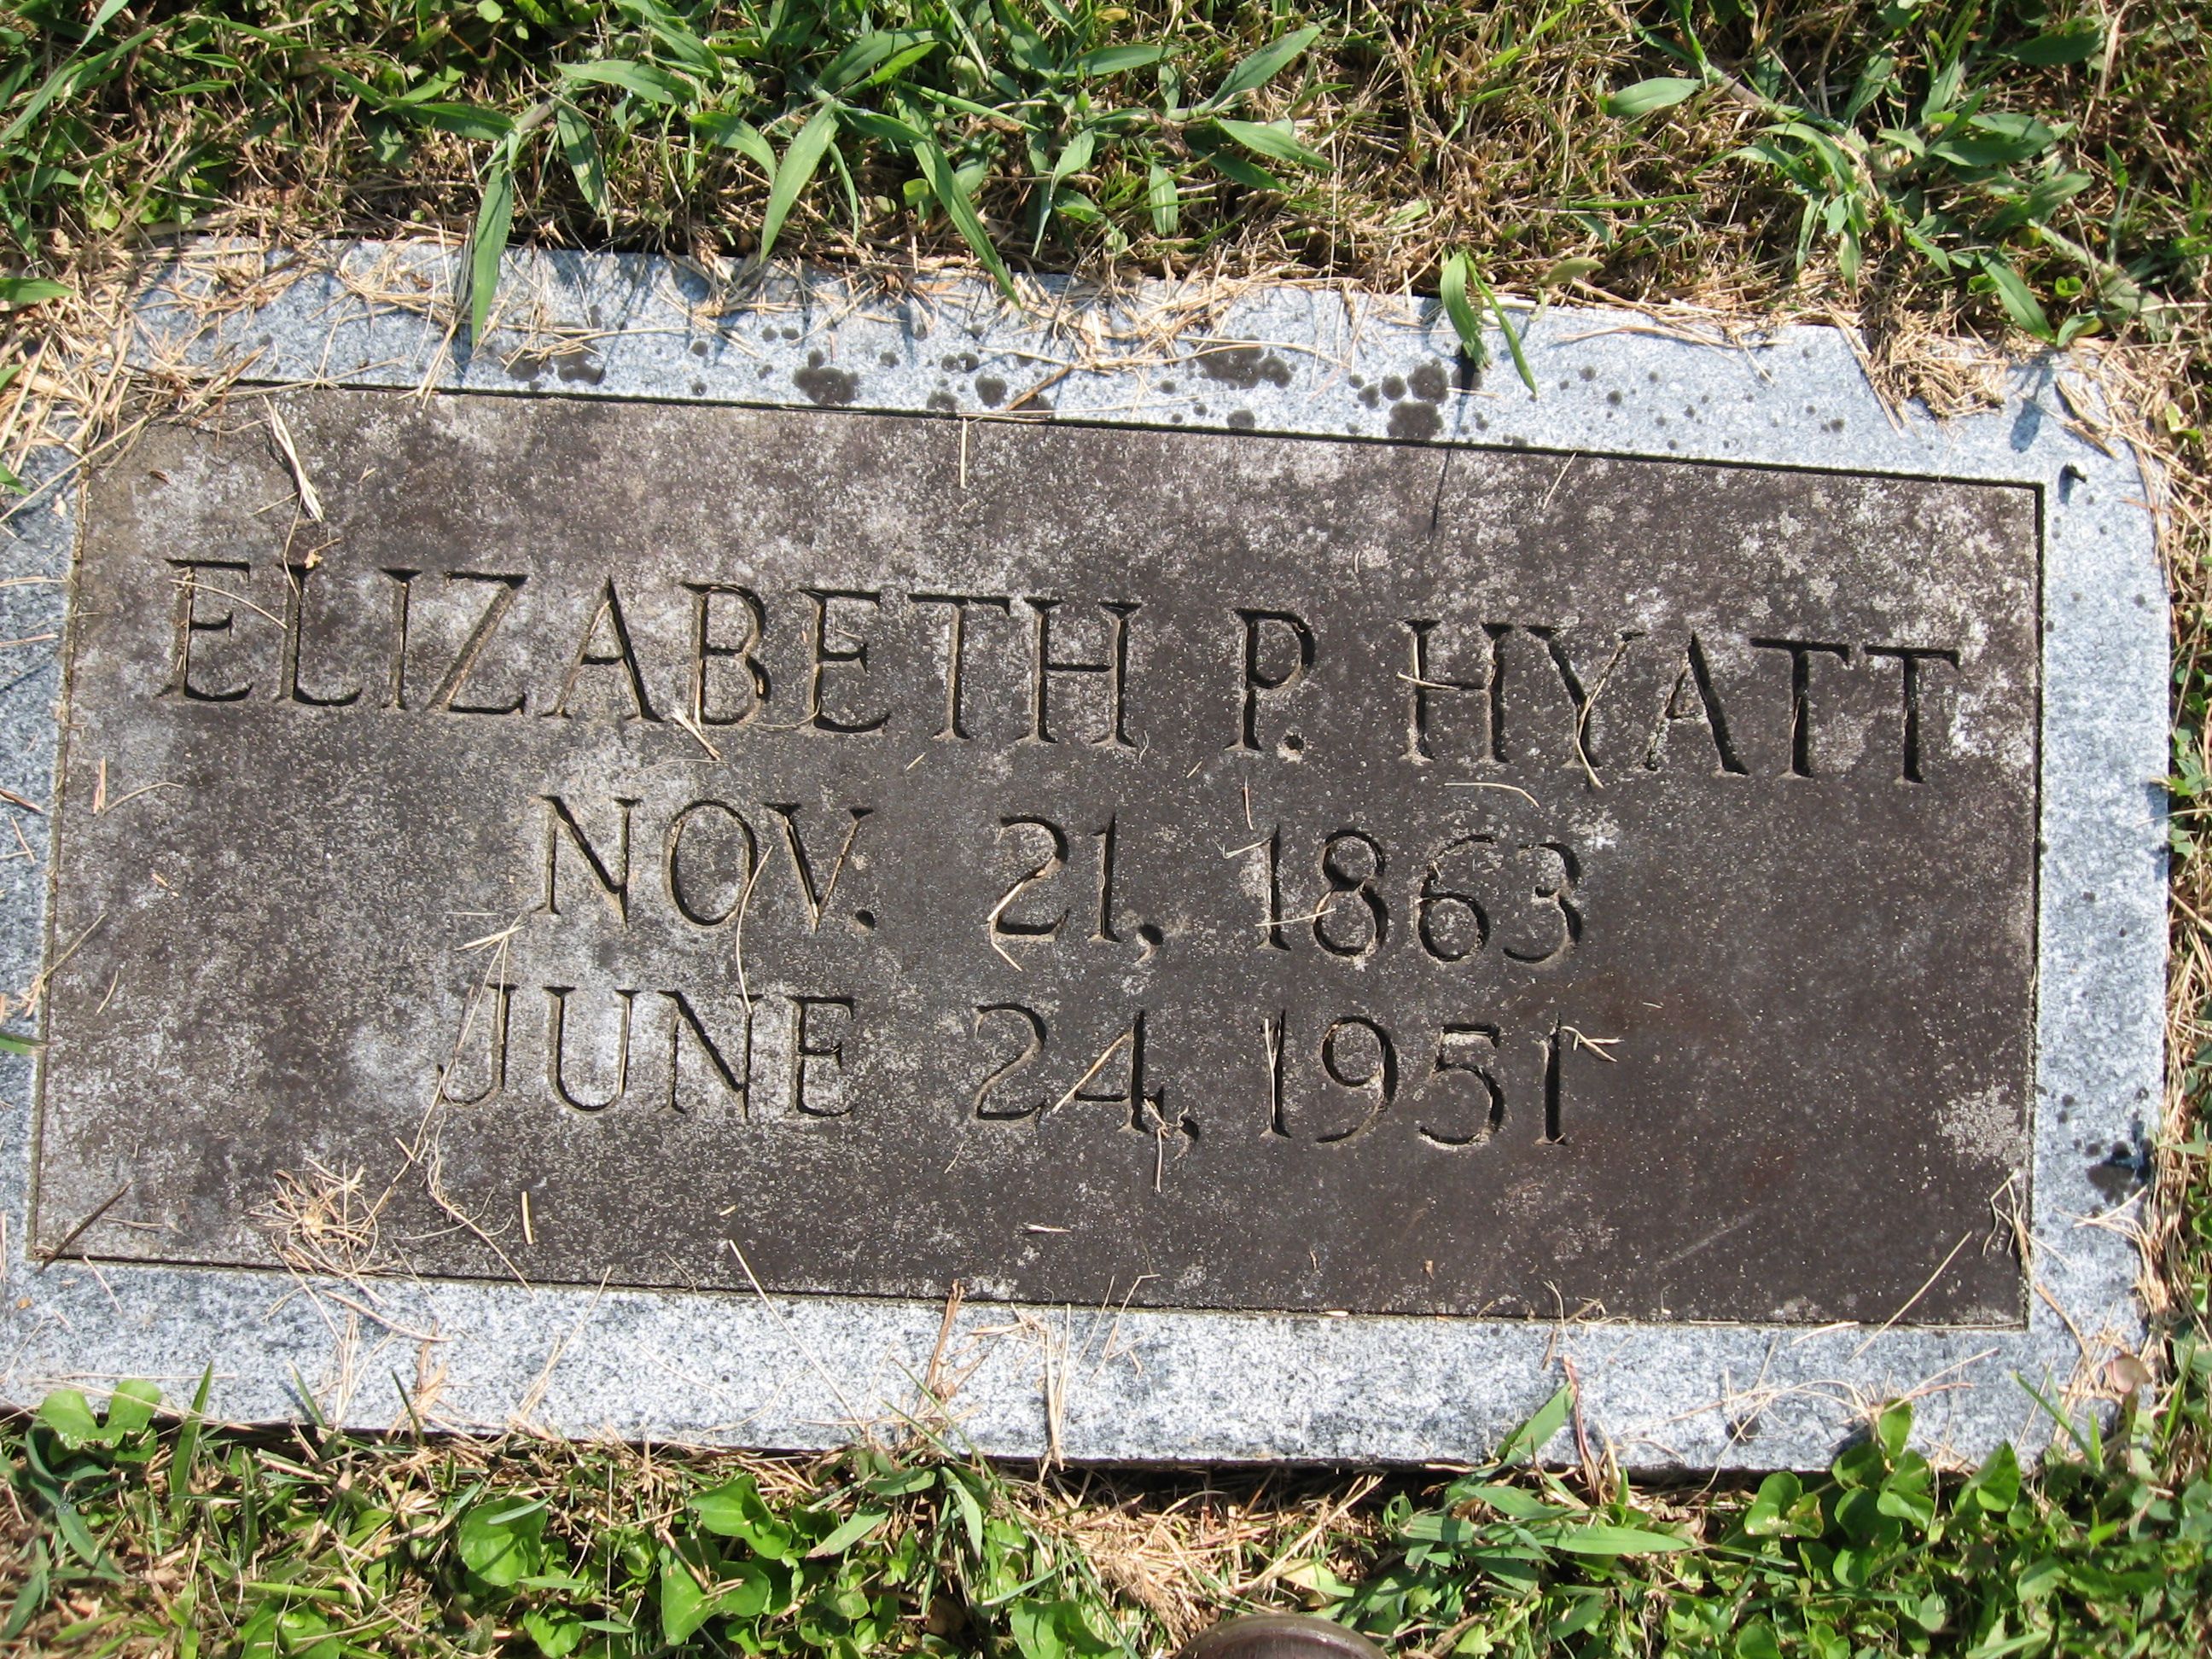 ELIZABETH P. HYATT
NOV. 21, 1863
JUNE 24, 1951